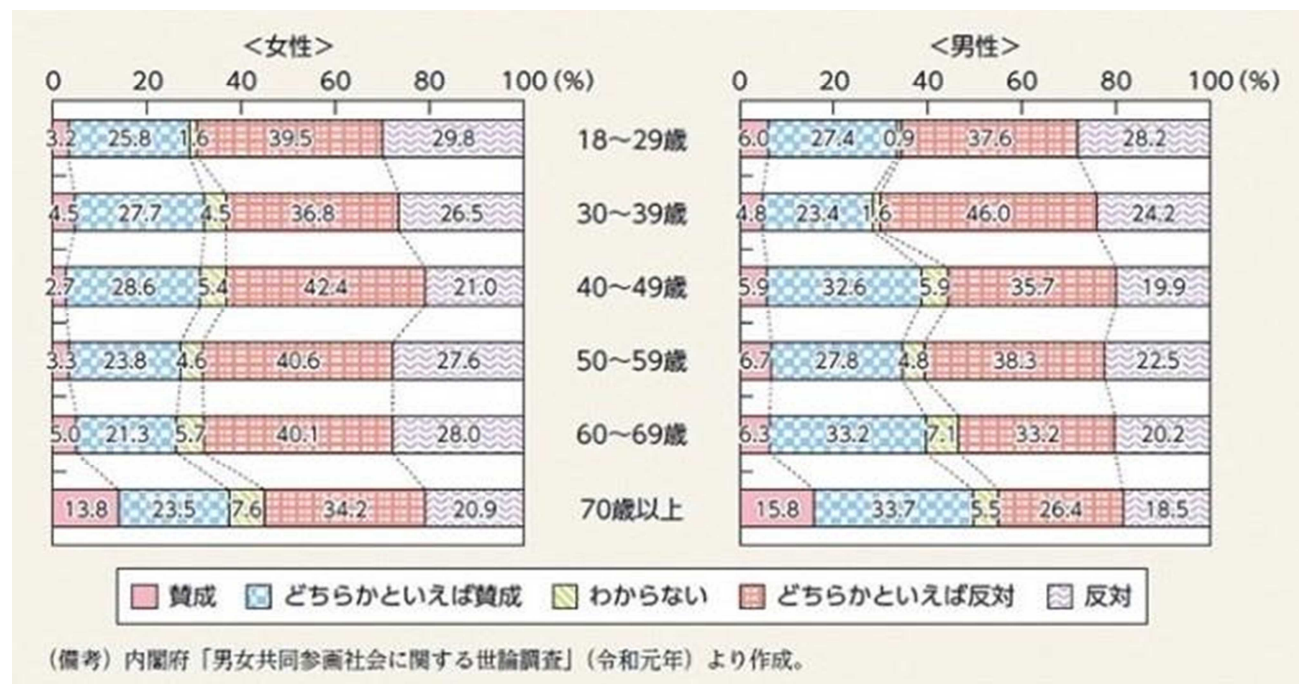 ＜女性＞ ＜男性＞
0 20 40 60 80 100(%) 0 20 40 60 80 100(%)
3.2 25.8 1.6 39.5 29.8 18～29歳 6.0 27.4 0.9 37.6 28.2
4.5 27.7 4.5 36.8 26.5 30～39歳 4.8 23.4 1.6 46.0 24.2
2.7 28.6 5.4 42.4 21.0 40～49歳 5.9 32.6 5.9 35.7 19.9
3.3 23.8 4.6 40.6 27.6 50～59歳 6.7 27.8 4.8 38.3 22.5
5.0 21.3 5.7 40.1 28.0 60～69歳 6.3 33.2 7.1 33.2 20.2
13.8 23.5 7.6 34.2 20.9 70歳以上 15.8 33.7 5.5 26.4 18.5
賛成 どちらかといえば賛成 わからない どちらかといえば反対 反対
（備考）内閣府「男女共同参画社会に関する世論調査」（令和元年）より作成。